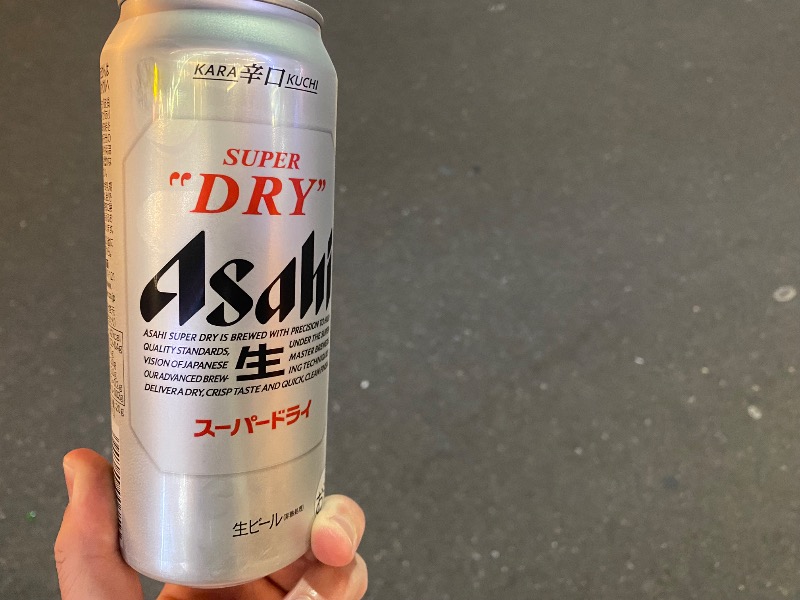 KARA 辛口 KUCHI
SUPER
"DRY"
Asahi
ASAHI SUPER DRY IS BREWED WITH PRECISION TO
QUALITY STANDARDS, UNDER THE
VISION OF JAPANESE MASTER
OUR ADVANCED BREW- ING
生
DELIVER A DRY, CRISP TASTE AND QUICK, CLEAN
スーパードライ
生ビール